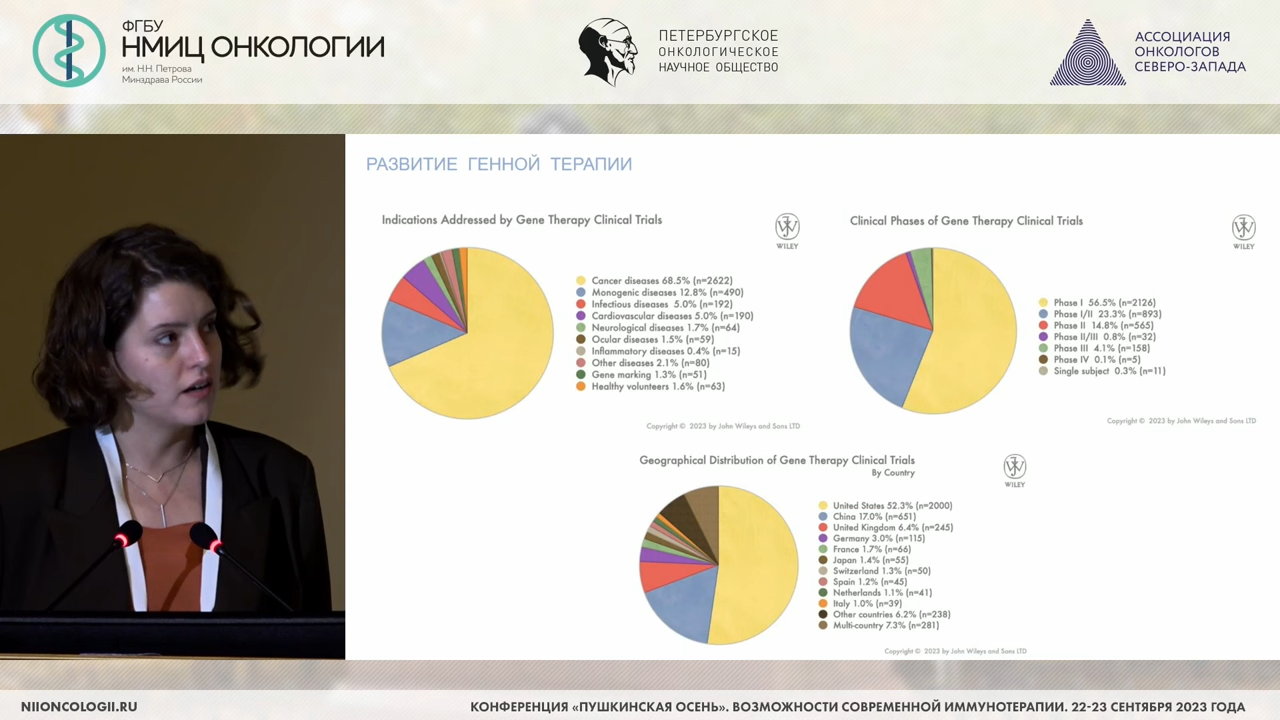 ФГБУ
НМИЦ ОНКОЛОГИИ
им. Н.Н. Петрова
Минздрава России
ПЕТЕРБУРГСКОЕ
ОНКОЛОГИЧЕСКОЕ
НАУЧНОЕ ОБЩЕСТВО
АССОЦИАЦИЯ
ОНКОЛОГОВ
СЕВЕРО-ЗАПАДА
РАЗВИТИЕ ГЕННОЙ ТЕРАПИИ
Indications Addressed by Gene Therapy Clinical Trials
WILEY
Cancer diseases 68.5% (n=2622)
Monogenic diseases 12.8% (n=490)
Infectious diseases 5.0% (n=192)
Cardiovascular diseases 5.0% (n=190)
Neurological diseases 1.7% (n=64)
Ocular diseases 1.5% (n=59)
Inflammatory diseases 0.4% (n=15)
Other diseases 2.1% (n=80)
Gene marking 1.3% (n=51)
Healthy volunteers 1.6% (n=63)
Copyright © 2023 by John Wileys and Sons LTD
Clinical Phases of Gene Therapy Clinical Trials
WILEY
Phase I 56.5% (n=2126)
Phase I/II 23.3% (n=893)
Phase II 14.8% (n=565)
Phase II/III 0.8% (n=32)
Phase III 4.1% (n=158)
Phase IV 0.1% (n=5)
Single subject 0.3% (n=11)
Copyright © 2023 by John Wileys and Sons LTD
Geographical Distribution of Gene Therapy Clinical Trials
By Country
WILEY
United States 52.3% (n=2000)
China 17.0% (n=651)
United Kingdom 6.4% (n=245)
Germany 3.0% (n=115)
France 1.7% (n=66)
Japan 1.4% (n=55)
Switzerland 1.3% (n=50)
Spain 1.2% (n=45)
Netherlands 1.1% (n=41)
Italy 1.0% (n=39)
Other countries 6.2% (n=238)
Multi-country 7.3% (n=281)
Copyright © 2023 by John Wileys and Sons LTD
NIIONCOLOGII.RU
КОНФЕРЕНЦИЯ «ПУШКИНСКАЯ ОСЕНЬ». ВОЗМОЖНОСТИ СОВРЕМЕННОЙ ИММУНОТЕРАПИИ. 22-23 СЕНТЯБРЯ 2023 ГОДА